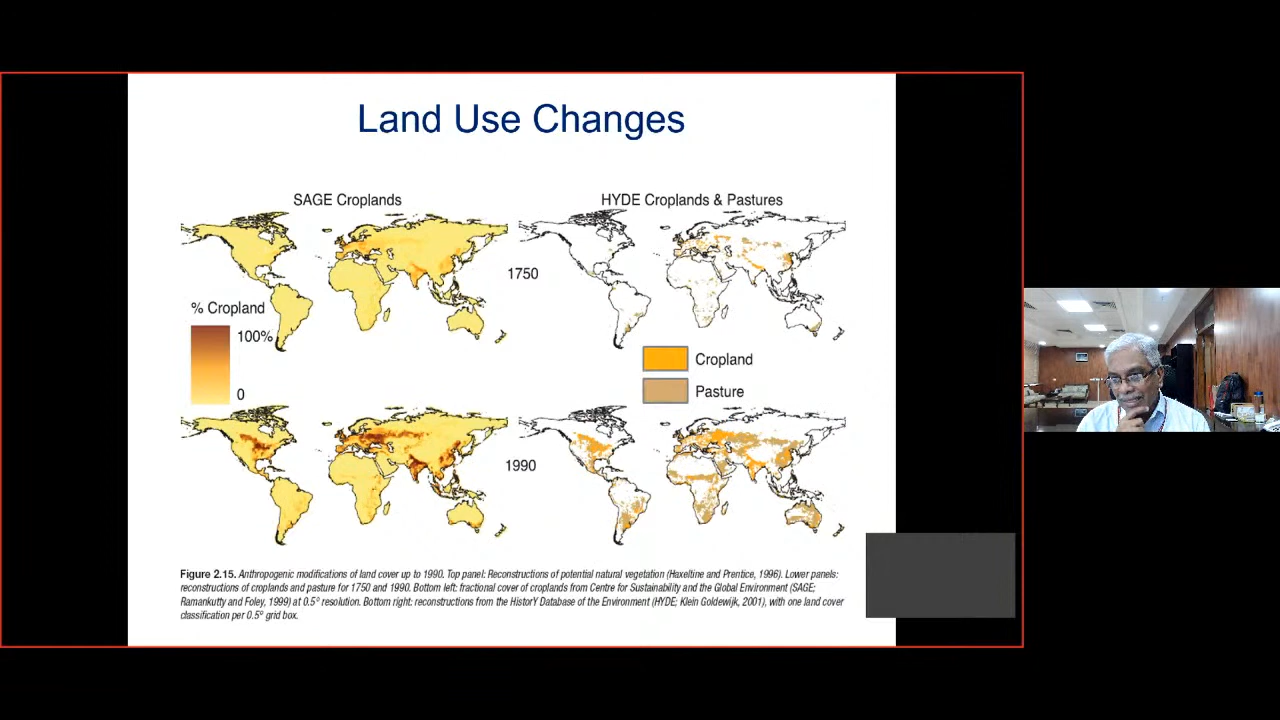 Land Use Changes
SAGE Croplands
HYDE Croplands & Pastures
1750
% Cropland
100%
0
Cropland
Pasture
1990
Figure 2.15. Anthropogenic modifications of land cover up to 1990. Top panel: Reconstructions of potential natural vegetation (Haxeltine and Prentice, 1996). Lower panels:
reconstructions of croplands and pasture for 1750 and 1990. Bottom left: fractional cover of croplands from Centre for Sustainability and the Global Environment (SAGE;
Ramankutty and Foley, 1999) at 0.5° resolution. Bottom right: reconstructions from the HistorY Database of the Environment (HYDE; Klein Goldewijk, 2001), with one land cover
classification per 0.5° grid box.